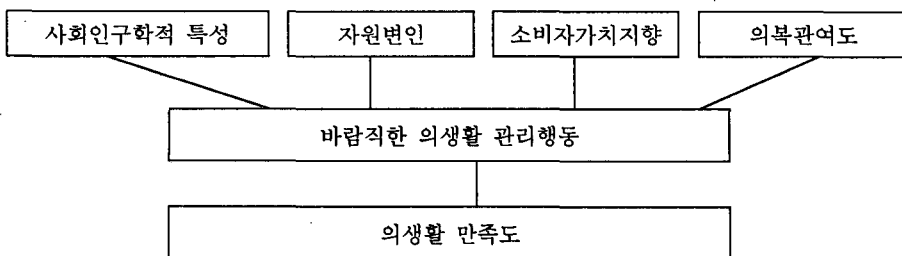 사회인구학적 특성
자원변인
소비자가치지향
의복관여도
바람직한 의생활 관리행동
의생활 만족도